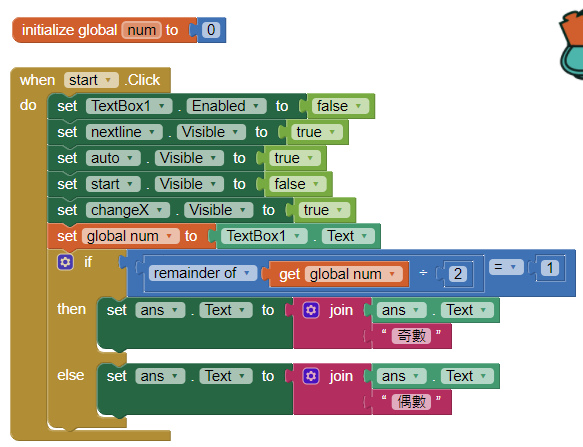 initialize global num to 0
when start .Click
do set TextBox1 . Enabled to false
set nextline . Visible to true
set auto . Visible to true
set start . Visible to false
set changeX . Visible to true
set global num to TextBox1 . Text
if remainder of get global num ÷ 2 = 1
then set ans . Text to join ans . Text
“ 奇數 ”
else set ans . Text to join ans . Text
“ 偶數 ”